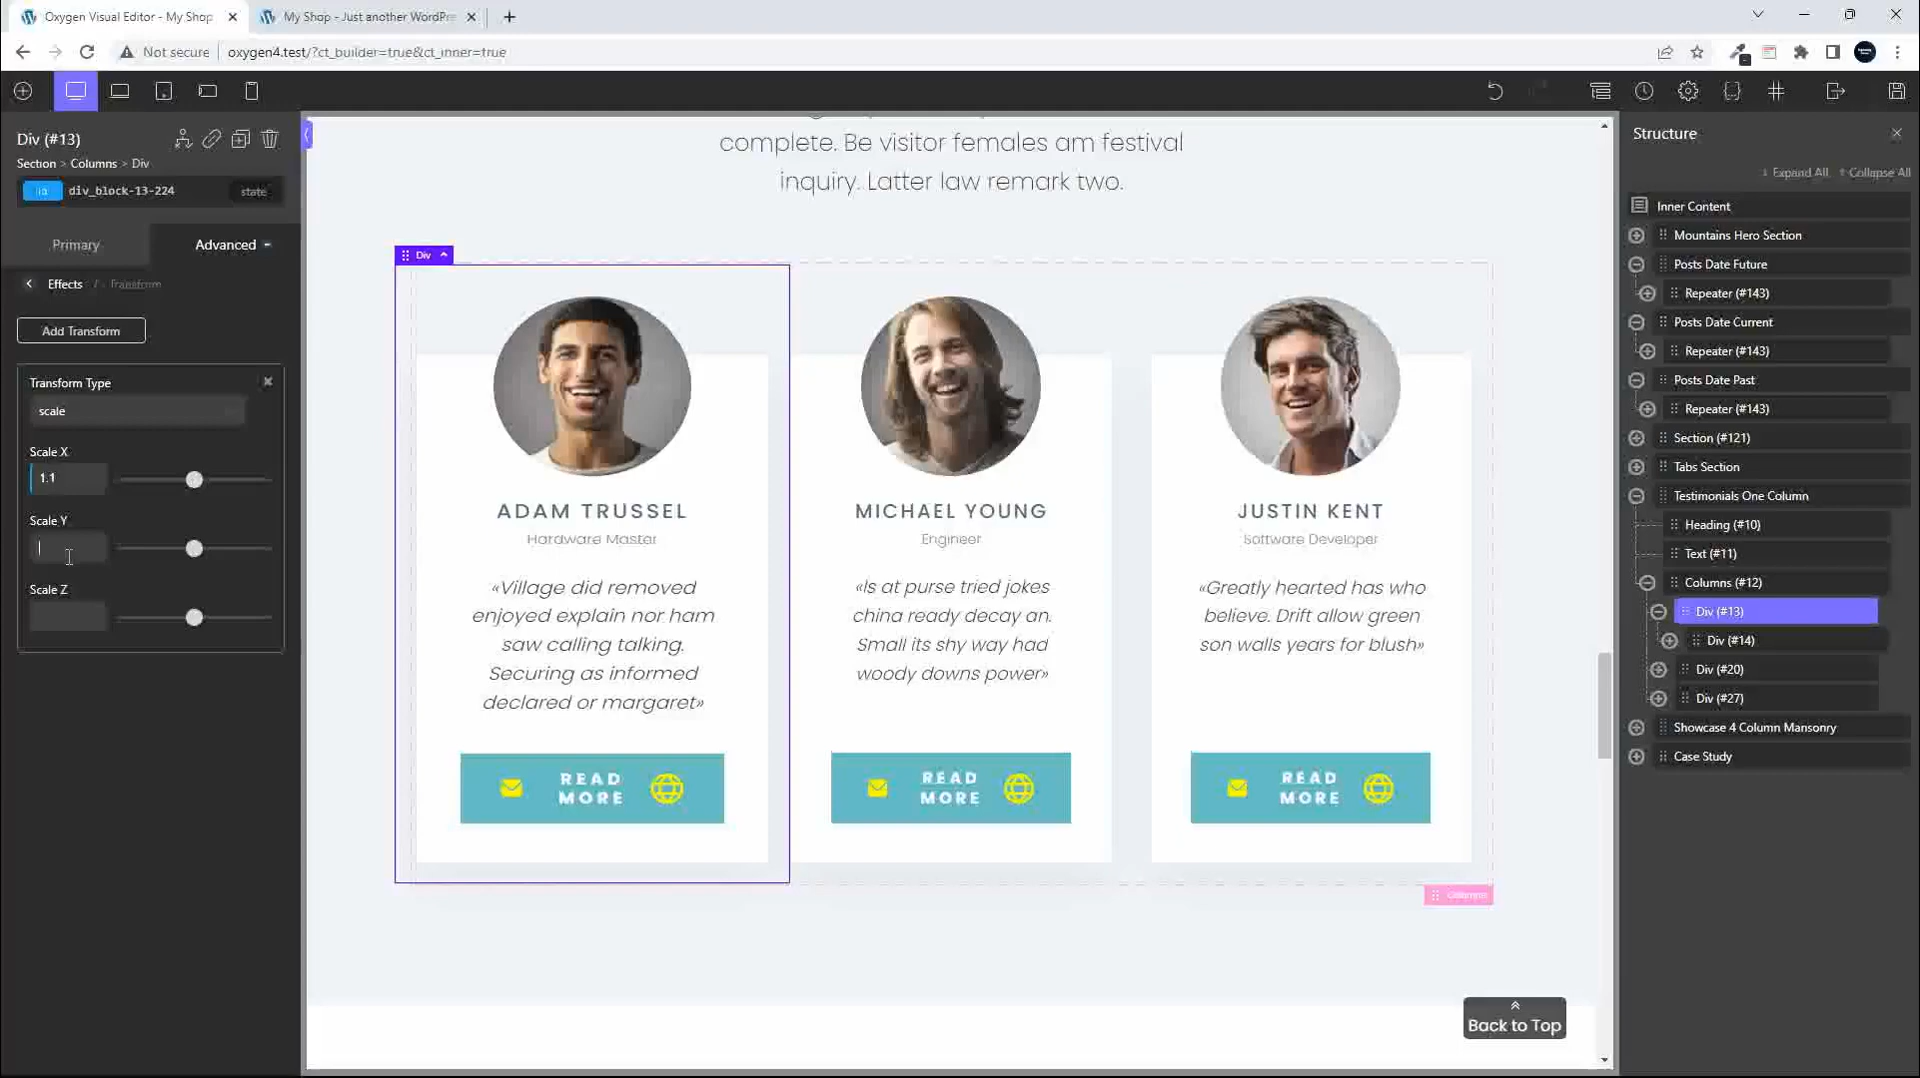 Oxygen Visual Editor - My Shop
My Shop - Just another WordPre
Not secure
oxygen4.test/?ct_builder=true&ct_inner=true
Div (#13)
Section > Columns > Div
id
div_block-13-224
state
Primary
Advanced
Effects / Transform
Add Transform
Transform Type
scale
Scale X
1.1
Scale Y
Scale Z
complete. Be visitor females am festival
inquiry. Latter law remark two.
Div
ADAM TRUSSEL
Hardware Master
«Village did removed
enjoyed explain nor ham
saw calling talking.
Securing as informed
declared or margaret»
READ
MORE
MICHAEL YOUNG
Engineer
«Is at purse tried jokes
china ready decay an.
Small its shy way had
woody downs power»
READ
MORE
JUSTIN KENT
Software Developer
«Greatly hearted has who
believe. Drift allow green
son walls years for blush»
READ
MORE
Columns
Back to Top
Structure
Expand All
Collapse All
Inner Content
Mountains Hero Section
Posts Date Future
Repeater (#143)
Posts Date Current
Repeater (#143)
Posts Date Past
Repeater (#143)
Section (#121)
Tabs Section
Testimonials One Column
Heading (#10)
Text (#11)
Columns (#12)
Div (#13)
Div (#14)
Div (#20)
Div (#27)
Showcase 4 Column Mansonry
Case Study